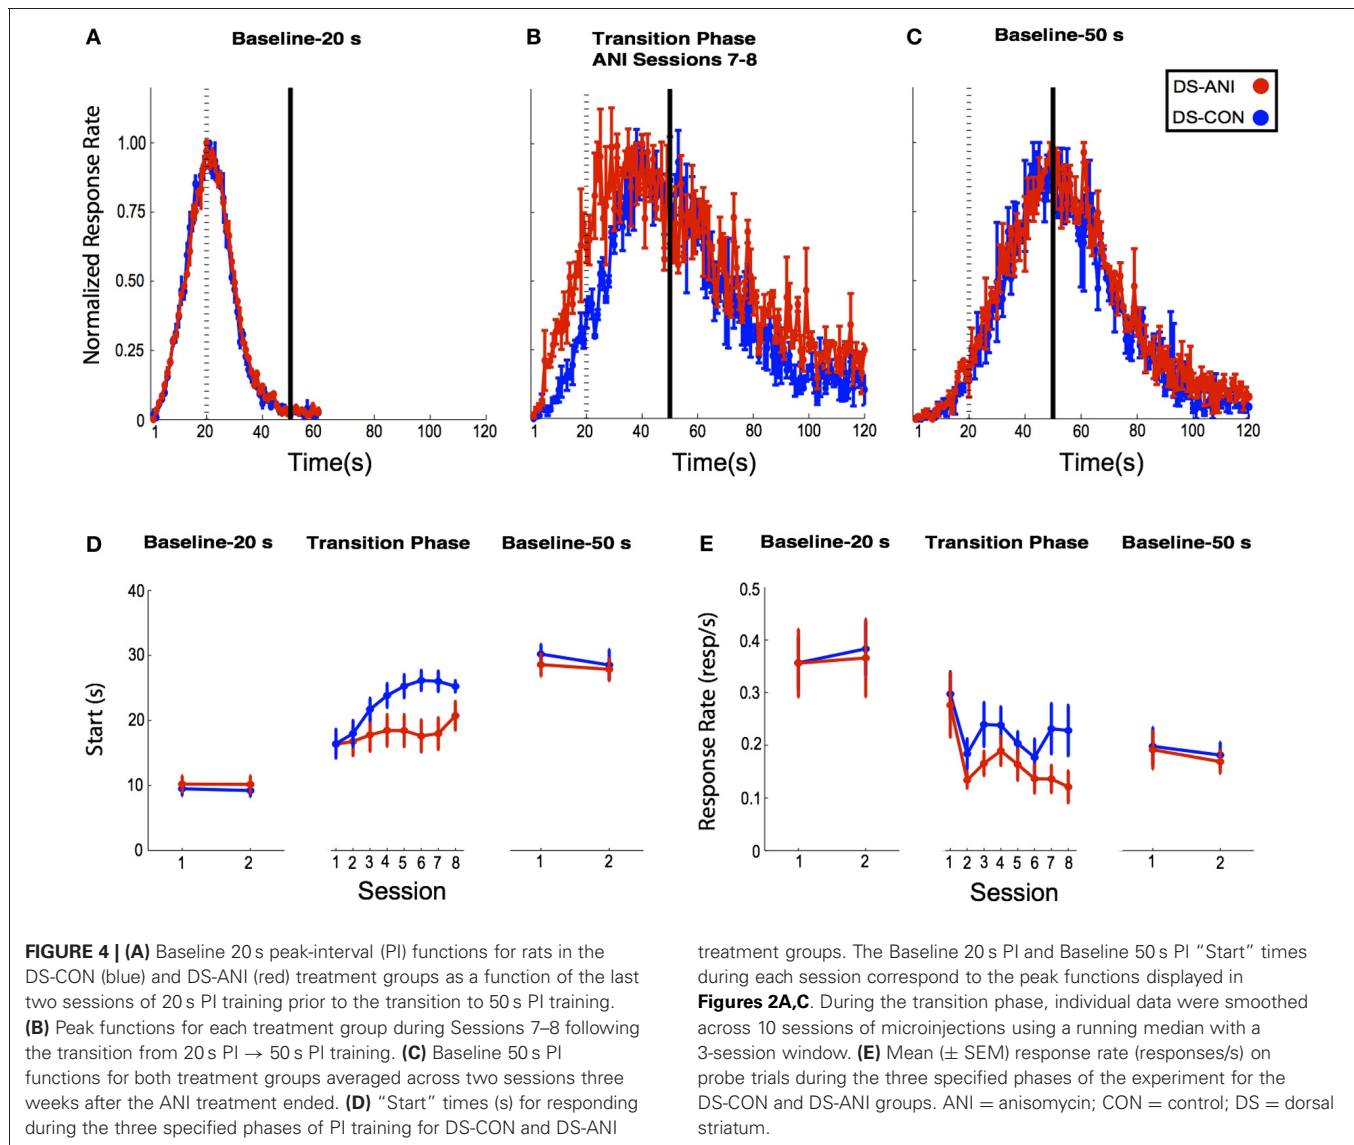 A
Baseline-20 s
B
Transition Phase
ANI Sessions 7-8
C
Baseline-50 s
DS-ANI
DS-CON
Normalized Response Rate
1.00
0.75
0.50
0.25
0
1 20 40 60 100 120
Time(s)
1 20 40 60 80 100 120
Time(s)
1 20 40 60 80 100 120
Time(s)
D
Baseline-20 s
Transition Phase
Baseline-50 s
Start (s)
40
30
20
10
0
1 2
1 2 3 4 5 6 7 8
1 2
Session
E
Baseline-20 s
Transition Phase
Baseline-50 s
Response Rate (resp/s)
0.5
0.4
0.3
0.2
0.1
0
1 2
1 2 3 4 5 6 7 8
1 2
Session
FIGURE 4 | (A) Baseline 20 s peak-interval (PI) functions for rats in the
DS-CON (blue) and DS-ANI (red) treatment groups as a function of the last
two sessions of 20 s PI training prior to the transition to 50 s PI training.
(B) Peak functions for each treatment group during Sessions 7–8 following
the transition from 20 s PI → 50 s PI training. (C) Baseline 50 s PI
functions for both treatment groups averaged across two sessions three
weeks after the ANI treatment ended. (D) “Start” times (s) for responding
during the three specified phases of PI training for DS-CON and DS-ANI
treatment groups. The Baseline 20 s PI and Baseline 50 s PI “Start” times
during each session correspond to the peak functions displayed in
Figures 2A,C. During the transition phase, individual data were smoothed
across 10 sessions of microinjections using a running median with a
3-session window. (E) Mean (± SEM) response rate (responses/s) on
probe trials during the three specified phases of the experiment for the
DS-CON and DS-ANI groups. ANI = anisomycin; CON = control; DS = dorsal
striatum.